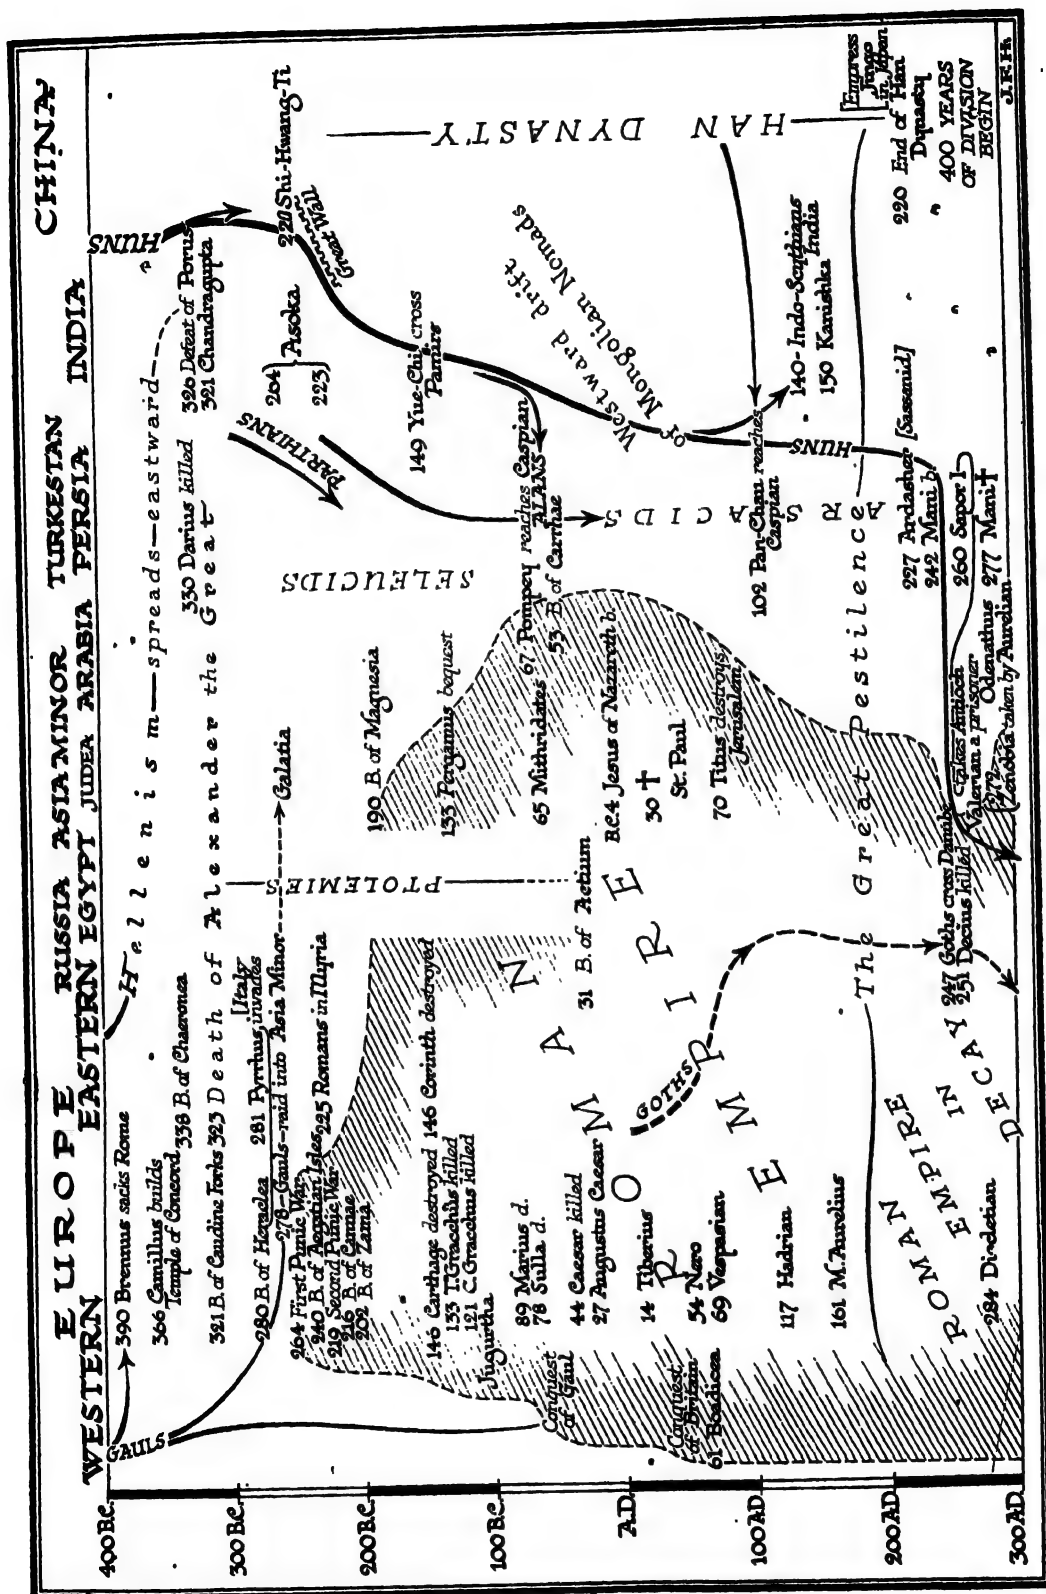 EUROPE
WESTERN
EASTERN
RUSSIA
ASIA MINOR
TURKESTAN
CHINA
EGYPT
JUDEA
ARABIA
PERSIA
INDIA
400 B.C.
300 B.C.
200 B.C.
100 B.C.
A.D.
100 A.D.
200 A.D.
300 A.D.
GAULS
390 Brennus sacks Rome
366 Camillus builds
Temple of Concord
338 B. of Chaeronea
321 B. of Caudine Forks
323 Death of Alexander the Great
281 Pyrrhus invades
[Italy
280 B. of Heraclea
278—Gauls—raid into Asia Minor
Galatia
264 First Punic War
240 B. of Aegatian Isles
225 Romans in Illyria
219 Second Punic War
216 B. of Cannae
202 B. of Zama
146 Carthage destroyed
146 Corinth destroyed
133 T. Gracchus killed
121 C. Gracchus killed
Jugurtha
89 Marius d.
78 Sulla d.
Conquest
of Gaul
44 Caesar killed
27 Augustus Caesar
31 B. of Actium
14 Tiberius
54 Nero
69 Vespasian
Conquest
of Britain
61 Boadicea
117 Hadrian
161 M. Aurelius
ROMAN
EMPIRE
GOTHS
ROMAN
EMPIRE
IN
DECAY
284 Diocletian
Hellenism—spreads—eastward
HUNS
330 Darius killed
326 Defeat of Porus
321 Chandragupta
PARTHIANS
264
223
} Asoka
220 Shi-Hwang-Ti
Great Wall
SELEUCIDS
PTOLEMIES
190 B. of Magnesia
133 Pergamus bequest
149 Yue-Chi cross
Pamirs
65 Mithridates
67 Pompey reaches Caspian
ALANS
53 B. of Carrhae
B.C. 4 Jesus of Nazareth b.
30 ✝
St. Paul
70 Titus destroys
Jerusalem
ARSACIDS
Westward drift
of Mongolian Nomads
HAN DYNASTY
102 Pan-Chau reaches
Caspian
140- Indo-Scythians
India
150 Kanishka
HUNS
The Great Pestilence
[Empress
Jingo
in Japan
220 End of Han
Dynasty
400 YEARS
OF DIVISION
BEGIN
227 Ardasher [Sassanid]
242 Mani b.
247 Goths cross Danube
251 Decius killed
260 Sapor I
takes Antioch
Valerian a prisoner
Odenathus
277 Mani ✝
[272
Zenobia taken by Aurelian
J.F.H.